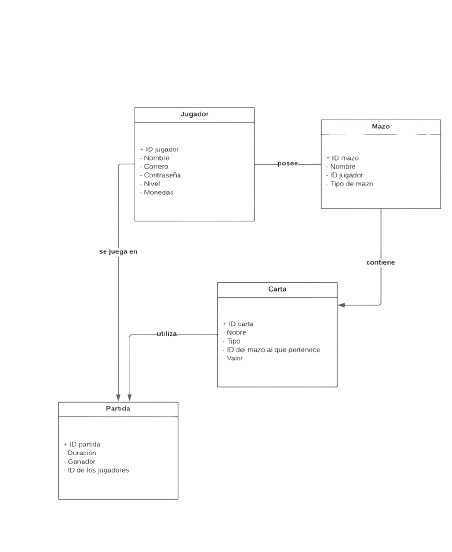 Jugador
+ ID jugador
- Nombre
- Correro
- Contraseña
- Nivel
- Monedas
posee
Mazo
+ ID mazo
- Nombre
- ID jugador
- Tipo de mazo
se juega en
contiene
Carta
+ ID carta
- Nobre
- Tipo
- ID del mazo al que pertenece
- Valor
utiliza
Partida
+ ID partida
- Duración
- Ganador
- ID de los jugadores